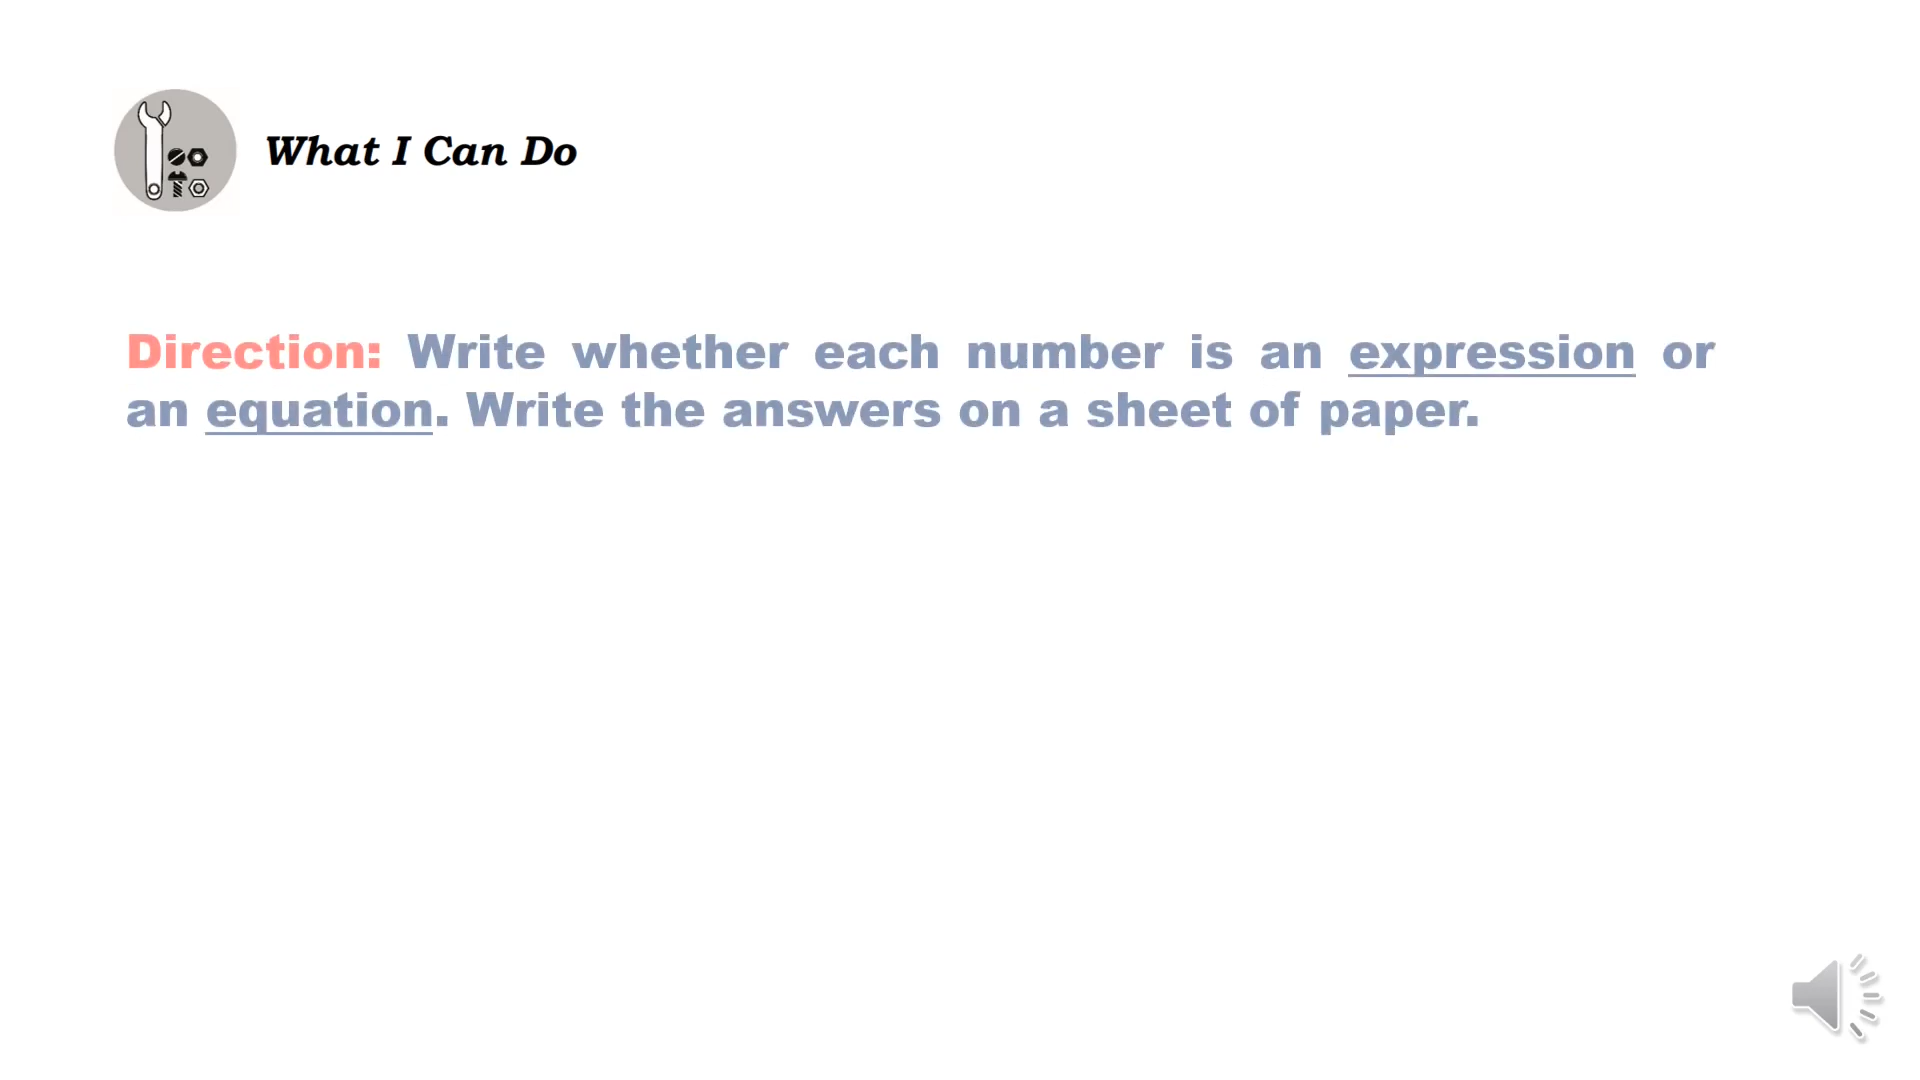 What I Can Do
Direction: Write whether each number is an expression or
an equation. Write the answers on a sheet of paper.